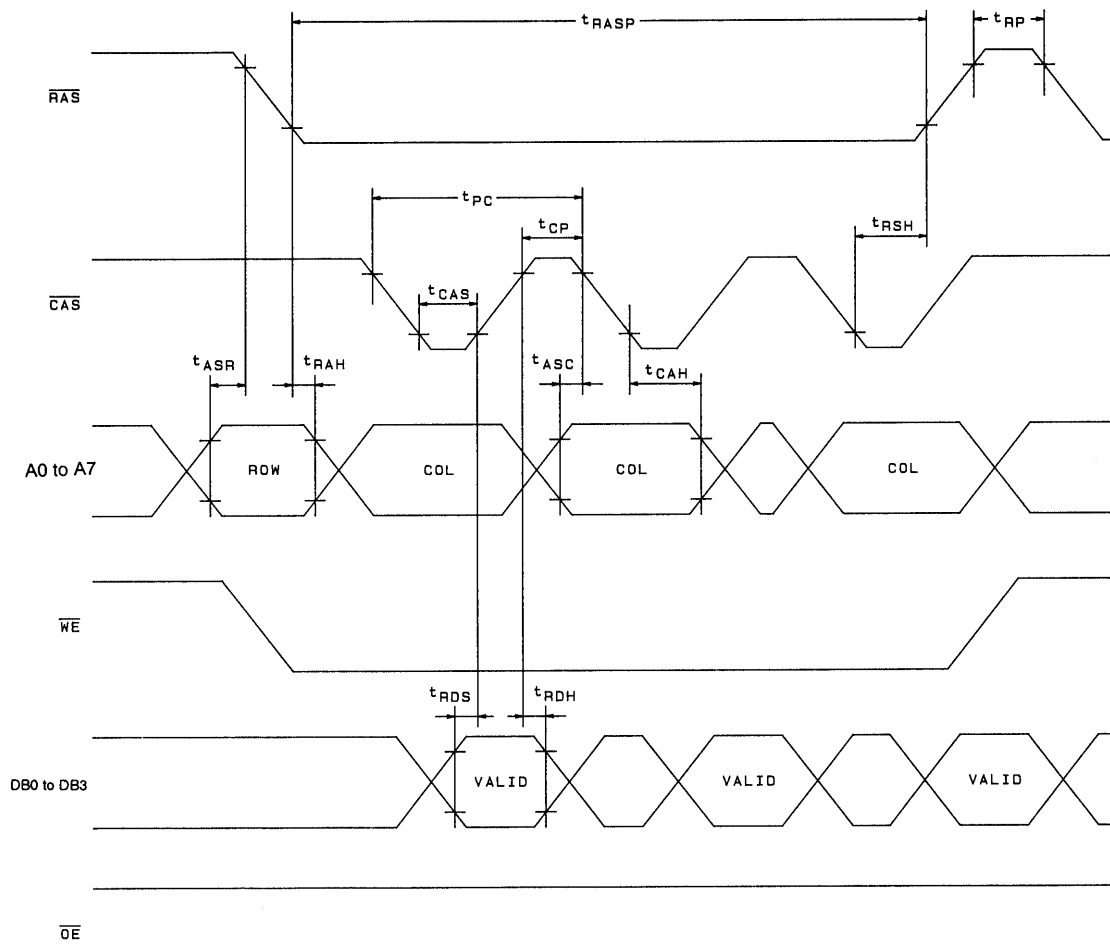 tRASP
tRP
RAS
tPC
tCP
tRSH
CAS
tCAS
tASR
tRAH
tASC
tCAH
A0 to A7
ROW
COL
COL
COL
WE
tRDS
tRDH
DB0 to DB3
VALID
VALID
VALID
OE